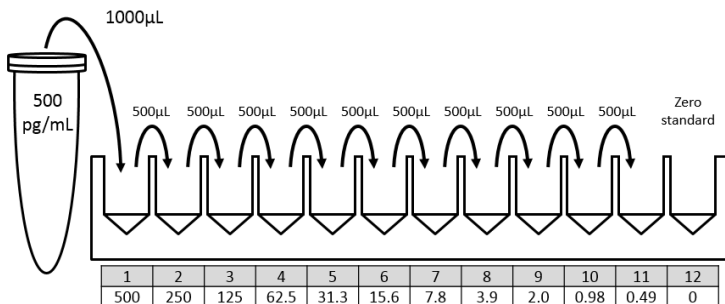 1000µL
500
pg/mL
500µL 500µL 500µL 500µL 500µL 500µL 500µL 500µL 500µL 500µL
Zero
standard
1 2 3 4 5 6 7 8 9 10 11 12
500 250 125 62.5 31.3 15.6 7.8 3.9 2.0 0.98 0.49 0